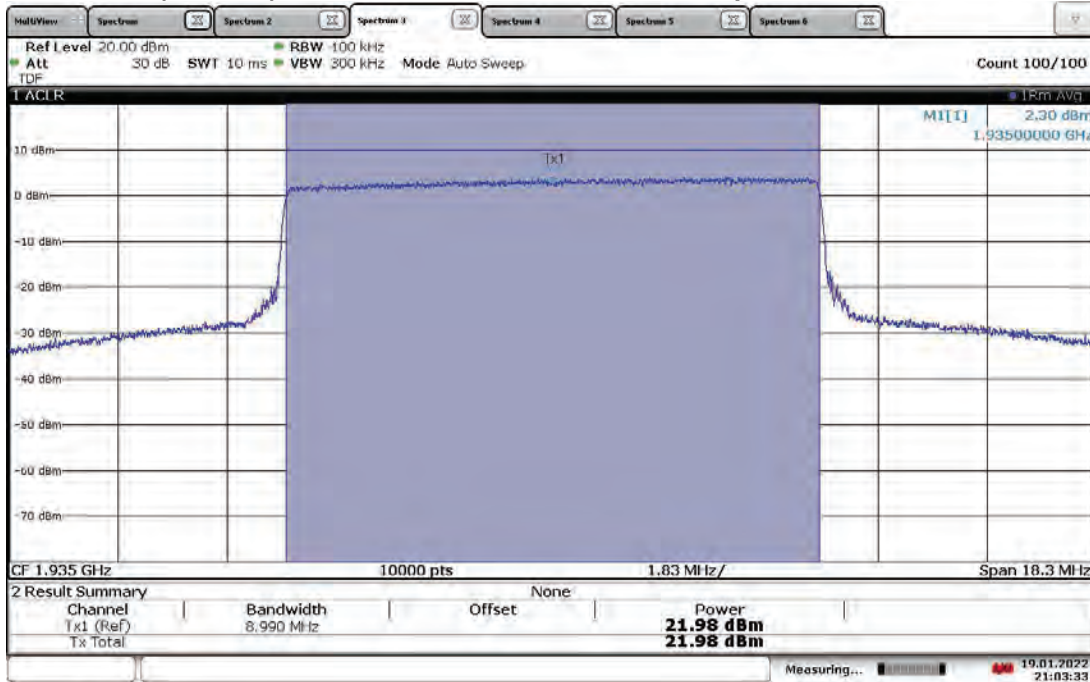 MultiView Spectrum Spectrum 2 Spectrum 3 Spectrum 4 Spectrum 5 Spectrum 6
Ref Level 20.00 dBm RBW 100 kHz
Att 30 dB SWT 10 ms VBW 300 kHz Mode Auto Sweep Count 100/100
TDF
1 ACLR 1Rm Avg
M1[1] 2.30 dBm
1.93500000 GHz
10 dBm
Tx1
0 dBm
-10 dBm
-20 dBm
-30 dBm
-40 dBm
-50 dBm
-60 dBm
-70 dBm
CF 1.935 GHz 10000 pts 1.83 MHz/ Span 18.3 MHz
2 Result Summary None
Channel Bandwidth Offset Power
Tx1 (Ref) 8.990 MHz 21.98 dBm
Tx Total 21.98 dBm
Measuring... 19.01.2022
21:03:33